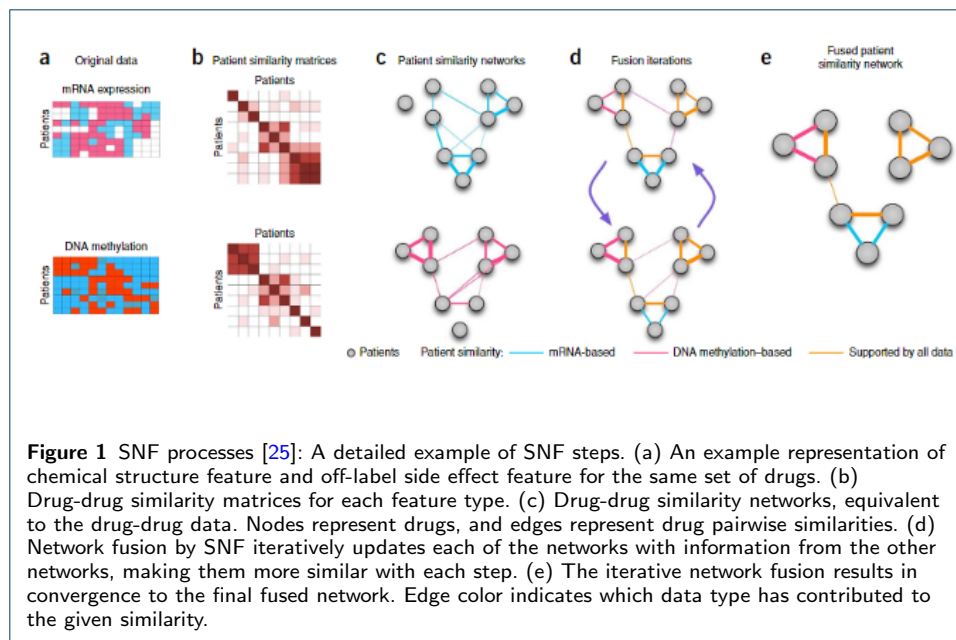 a Original data
b Patient similarity matrices
c Patient similarity networks
d Fusion iterations
e Fused patient
similarity network
mRNA expression
Patients
Patients
DNA methylation
Patients
Patients
Patients Patient similarity: mRNA-based DNA methylation–based Supported by all data
Figure 1 SNF processes [25]: A detailed example of SNF steps. (a) An example representation of
chemical structure feature and off-label side effect feature for the same set of drugs. (b)
Drug-drug similarity matrices for each feature type. (c) Drug-drug similarity networks, equivalent
to the drug-drug data. Nodes represent drugs, and edges represent drug pairwise similarities. (d)
Network fusion by SNF iteratively updates each of the networks with information from the other
networks, making them more similar with each step. (e) The iterative network fusion results in
convergence to the final fused network. Edge color indicates which data type has contributed to
the given similarity.